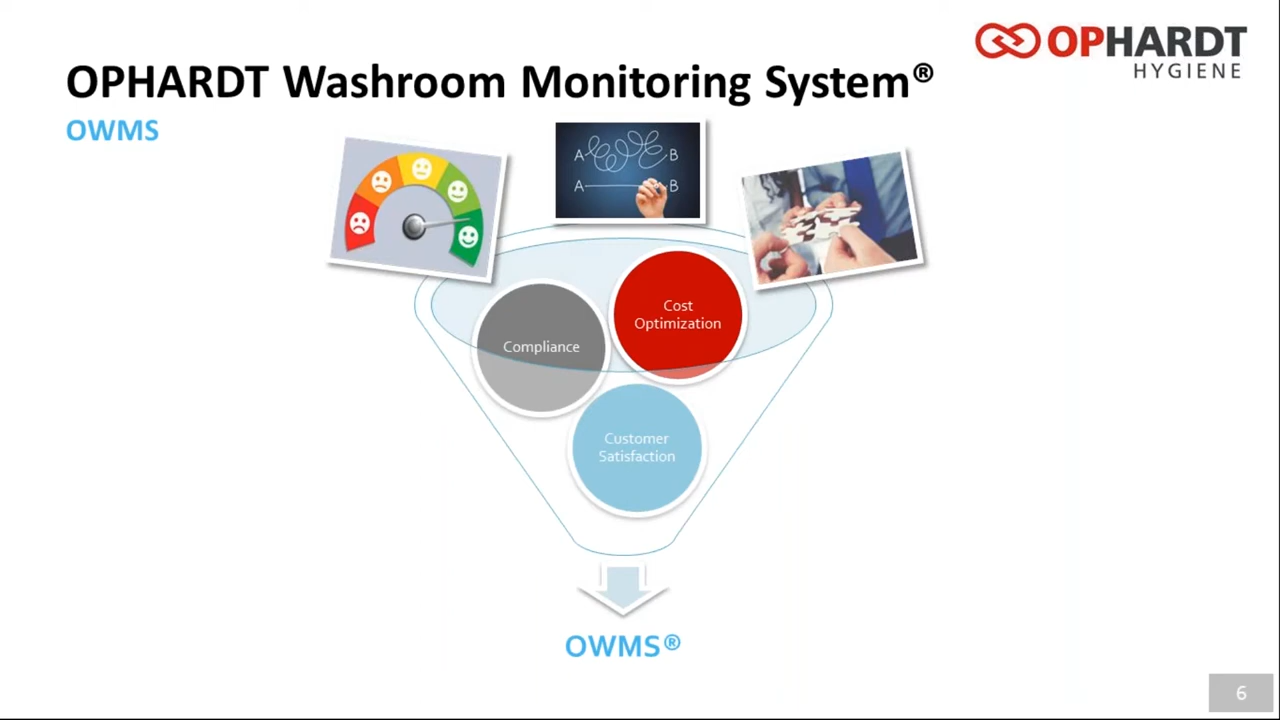 OPHARDT
HYGIENE
OPHARDT Washroom Monitoring System®
OWMS
A B
A B
Cost
Optimization
Compliance
Customer
Satisfaction
OWMS®
6